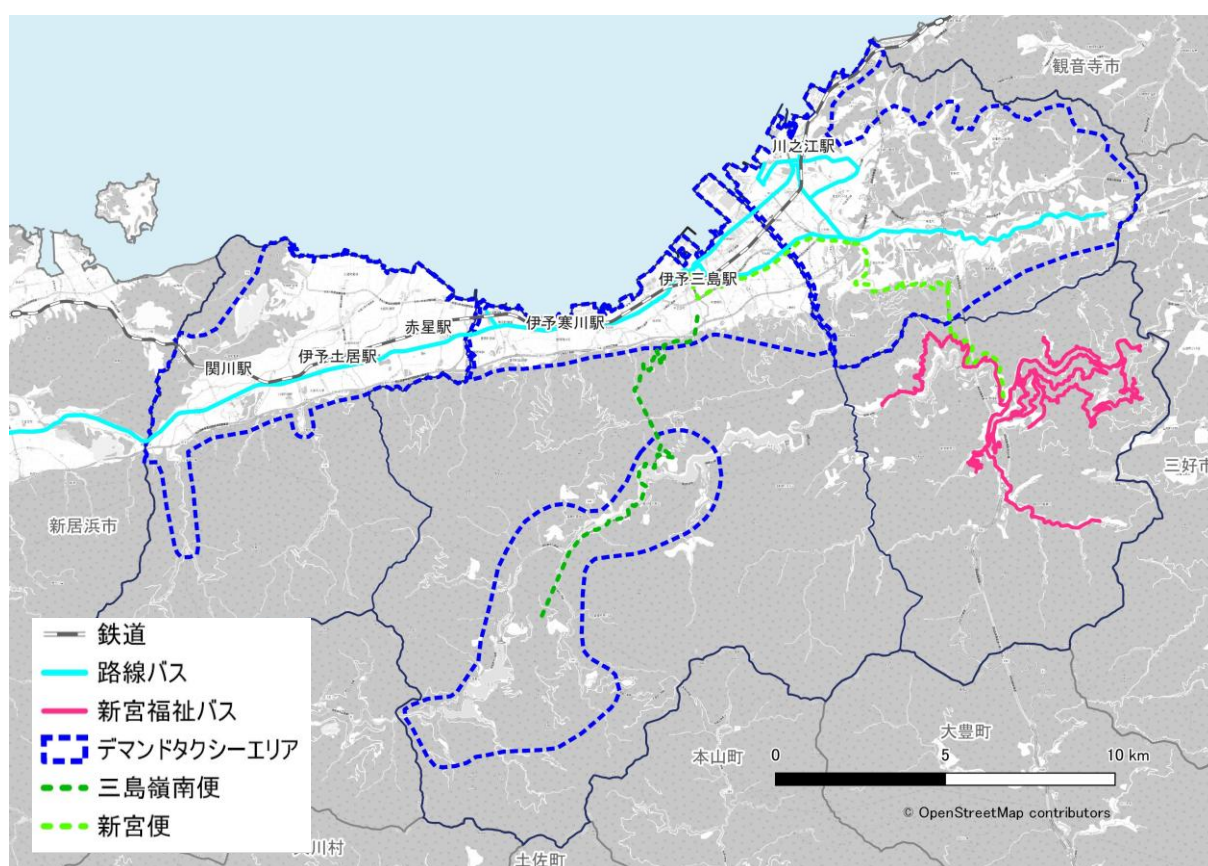 観音寺市
川之江駅
伊予三島駅
伊予寒川駅
赤星駅
伊予土居駅
関川駅
三好市
新居浜市
鉄道
路線バス
新宮福祉バス
デマンドタクシーエリア
三島嶺南便
新宮便
大豊町
本山町
0 5 10 km
© OpenStreetMap contributors
土佐町